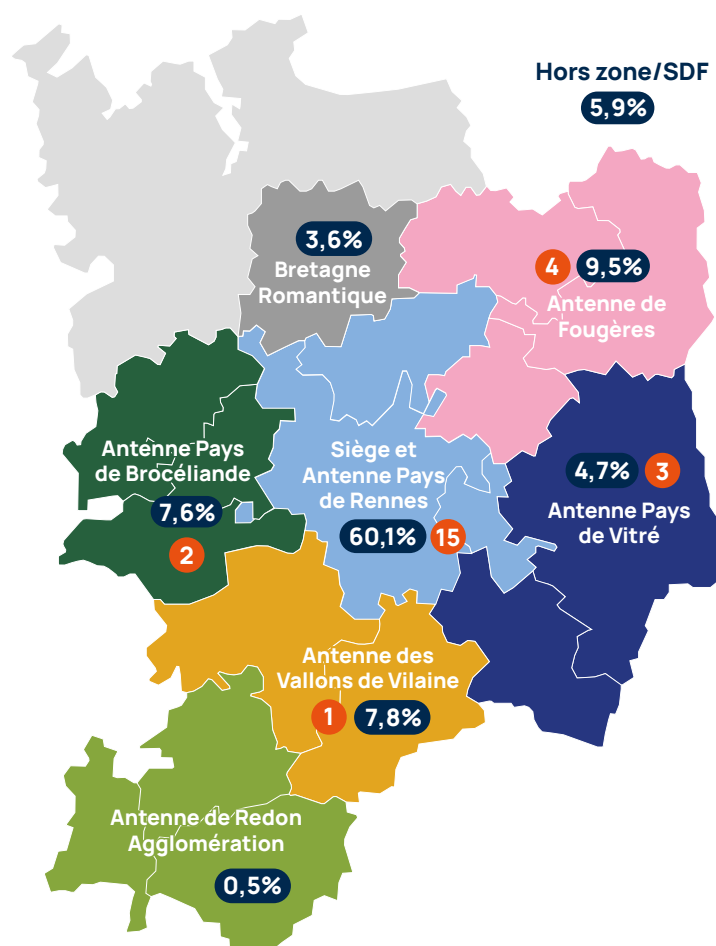 Hors zone/SDF
5,9%
3,6%
Bretagne
Romantique
4 9,5%
Antenne de
Fougères
Antenne Pays
de Brocéliande
7,6%
2
Siège et
Antenne Pays
de Rennes
60,1% 15
4,7% 3
Antenne Pays
de Vitré
Antenne des
Vallons de Vilaine
1 7,8%
Antenne de Redon
Agglomération
0,5%